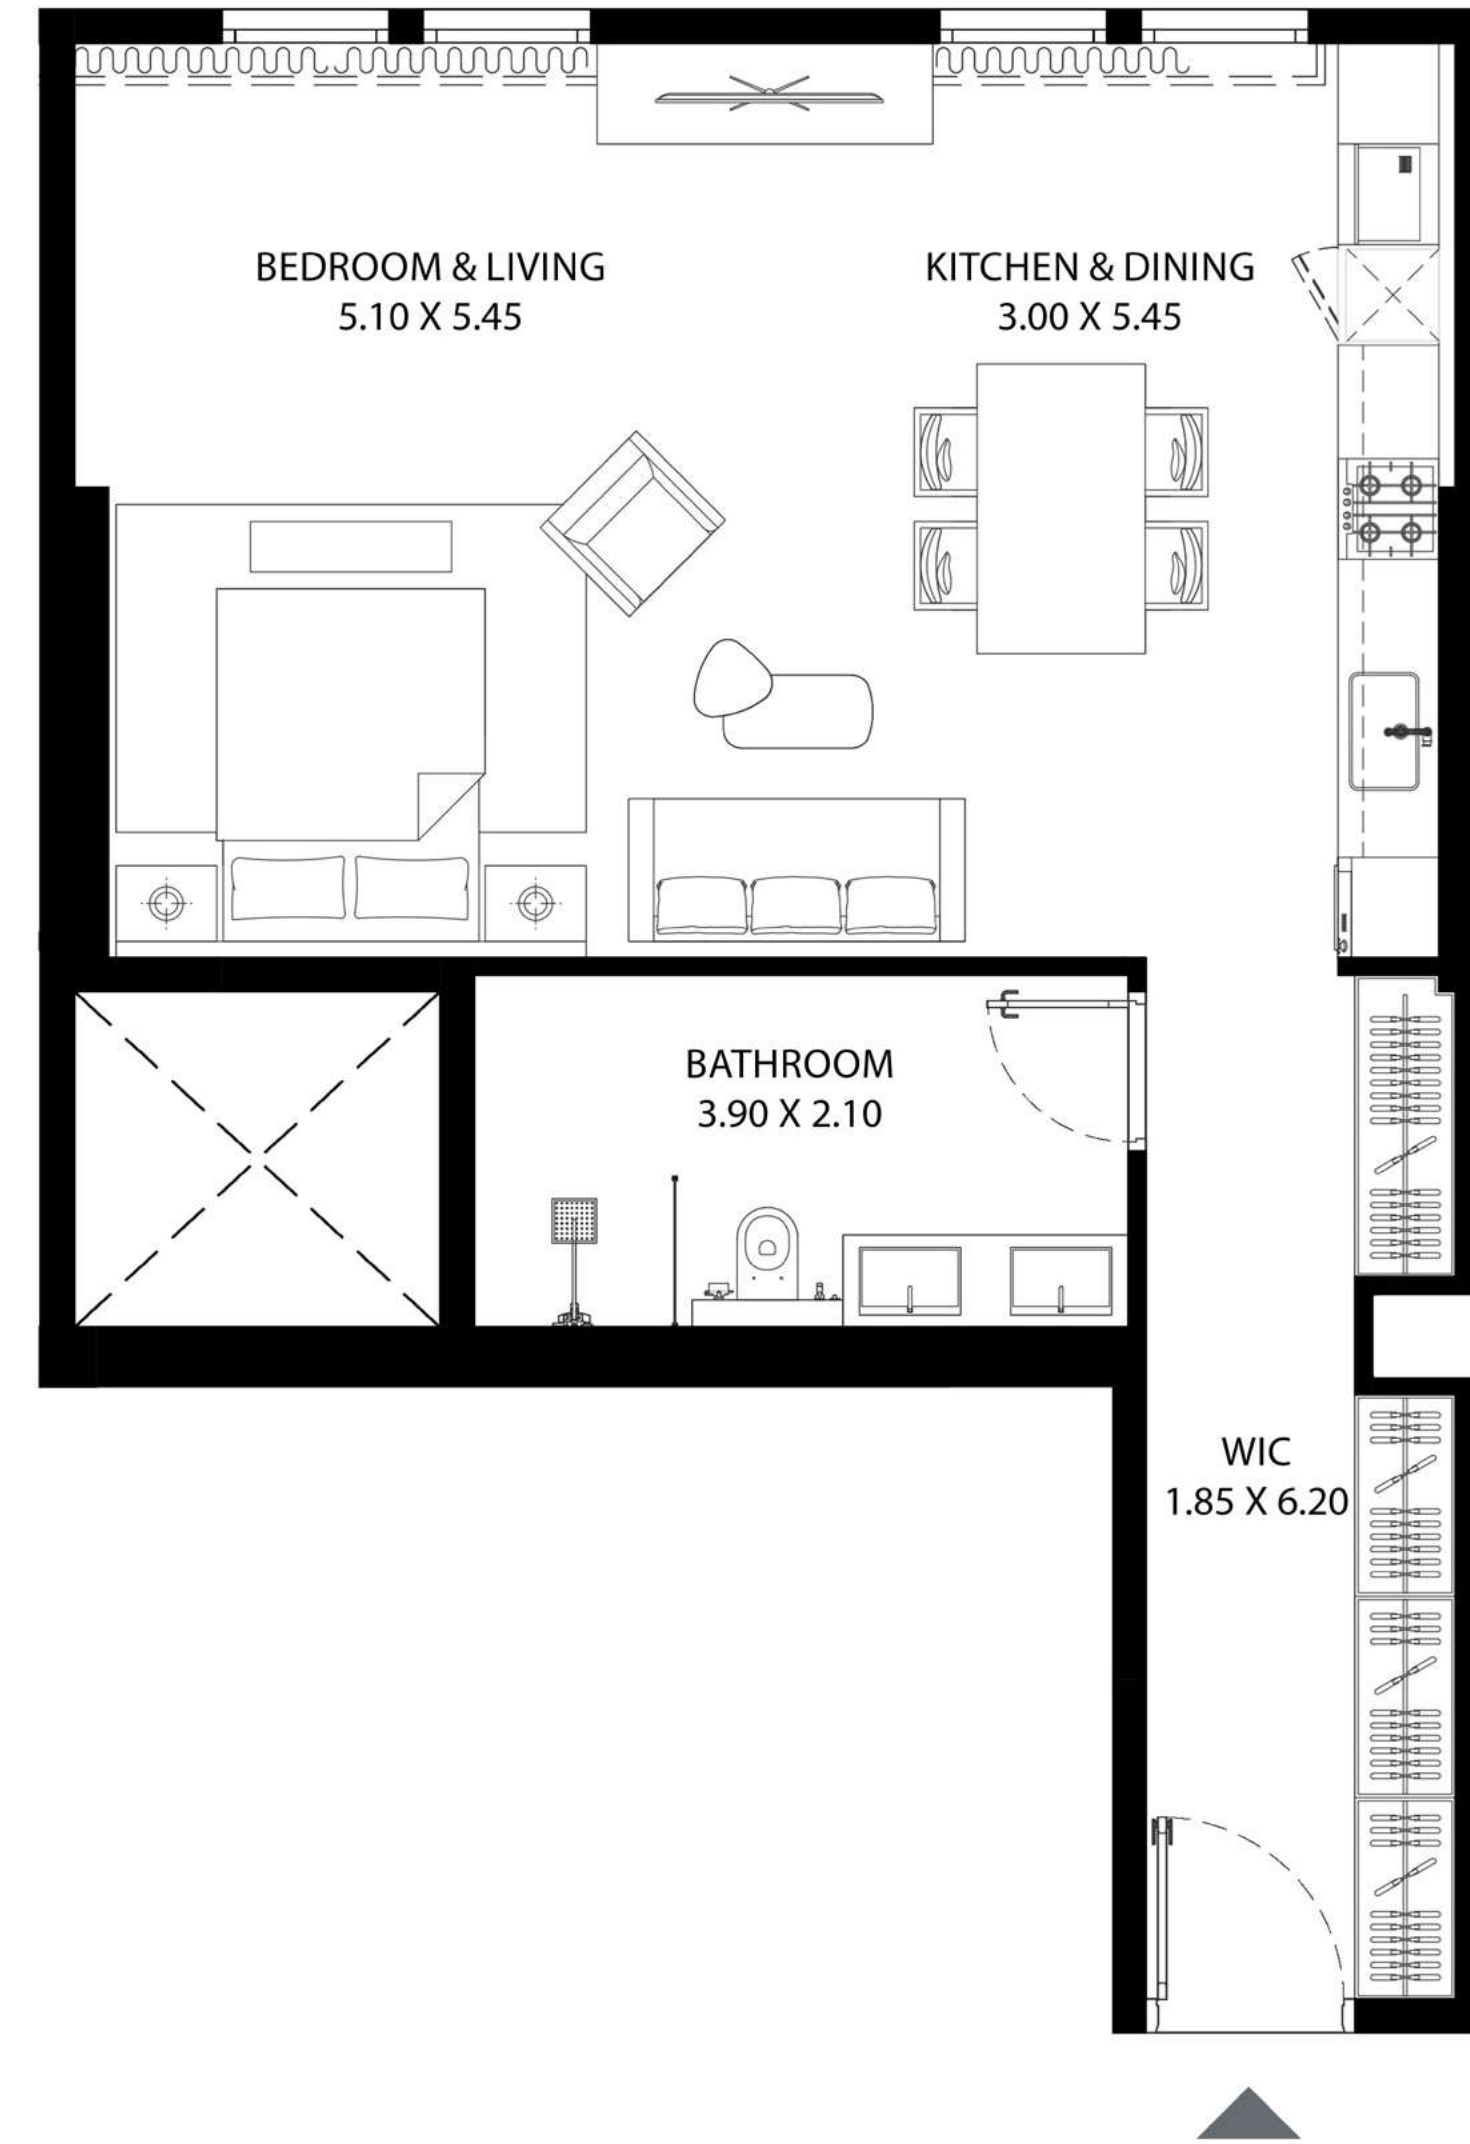 BEDROOM & LIVING
5.10 X 5.45
KITCHEN & DINING
3.00 X 5.45
BATHROOM
3.90 X 2.10
WIC
1.85 X 6.20